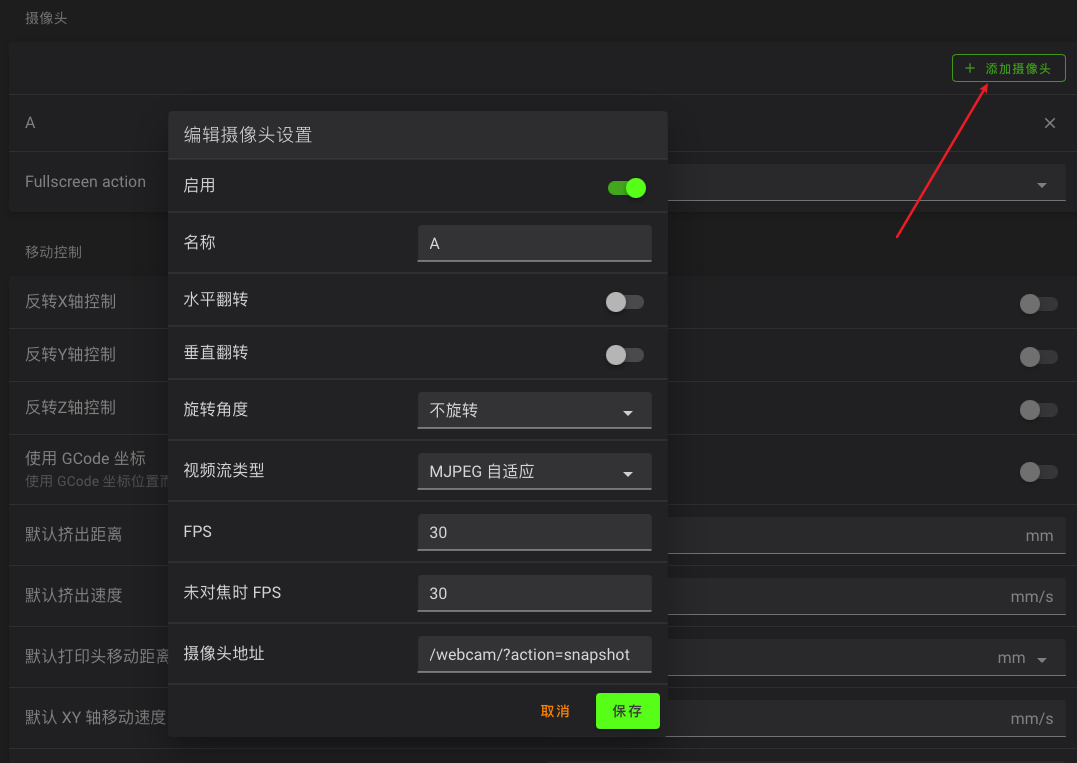 摄像头
添加摄像头
A
Fullscreen action
移动控制
反转X轴控制
反转Y轴控制
反转Z轴控制
使用 GCode 坐标
使用 GCode 坐标位置而
默认挤出距离
mm
默认挤出速度
mm/s
默认打印头移动距离
mm
默认 XY 轴移动速度
mm/s
编辑摄像头设置
启用
名称
A
水平翻转
垂直翻转
旋转角度
不旋转
视频流类型
MJPEG 自适应
FPS
30
未对焦时 FPS
30
摄像头地址
/webcam/?action=snapshot
取消
保存